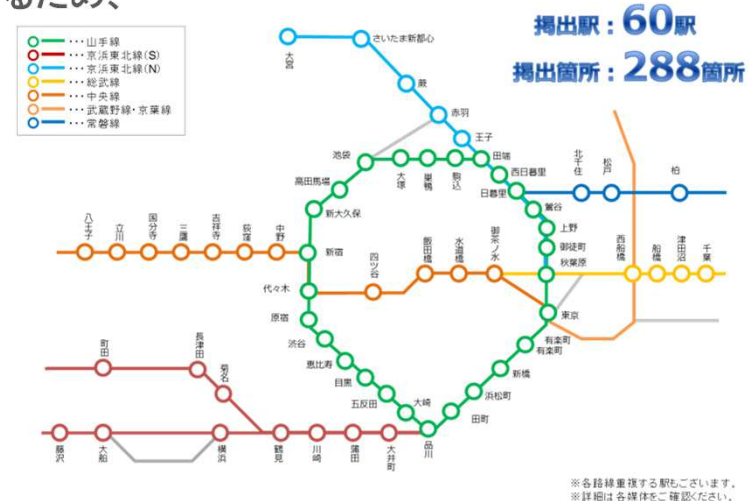 るため、
掲出駅：60駅
掲出箇所：288箇所
・・・山手線
・・・京浜東北線(S)
・・・京浜東北線(N)
・・・総武線
・・・中央線
・・・武蔵野線・京葉線
・・・常磐線
大宮
さいたま新都心
蕨
赤羽
王子
池袋
大塚
巣鴨
駒込
田端
西日暮里
日暮里
北千住
松戸
柏
高田馬場
新大久保
鶯谷
上野
御徒町
秋葉原
八王子
立川
国分寺
三鷹
吉祥寺
荻窪
中野
新宿
四ツ谷
飯田橋
水道橋
御茶ノ水
西船橋
船橋
津田沼
千葉
代々木
原宿
渋谷
恵比寿
目黒
五反田
大崎
品川
田町
浜松町
新橋
有楽町
有楽町
東京
町田
長津田
菊名
藤沢
大船
横浜
鶴見
川崎
蒲田
大井町
※各路線重複する駅もございます。
※詳細は各媒体をご確認ください。